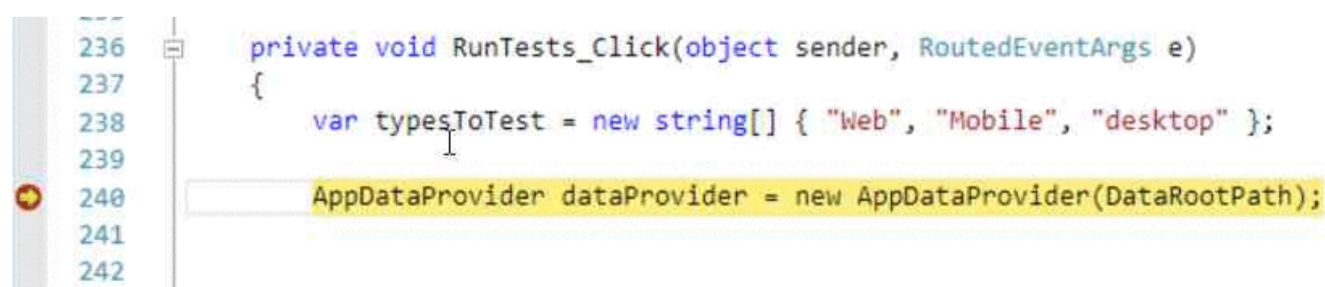 236 private void RunTests_Click(object sender, RoutedEventArgs e)
237 {
238 var typesToTest = new string[] { "Web", "Mobile", "desktop" };
239
240 AppDataProvider dataProvider = new AppDataProvider(DataRootPath);
241
242